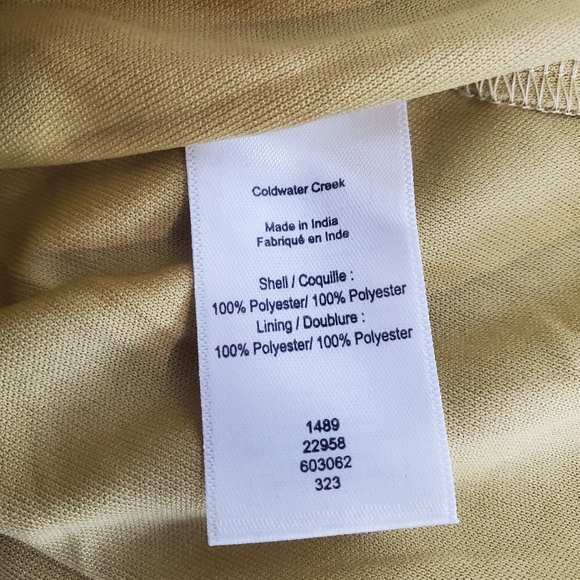 Coldwater Creek
Made in India
Fabriqué en Inde
Shell / Coquille :
100% Polyester/ 100% Polyester
Lining / Doublure :
100% Polyester/ 100% Polyester
1489
22958
603062
323